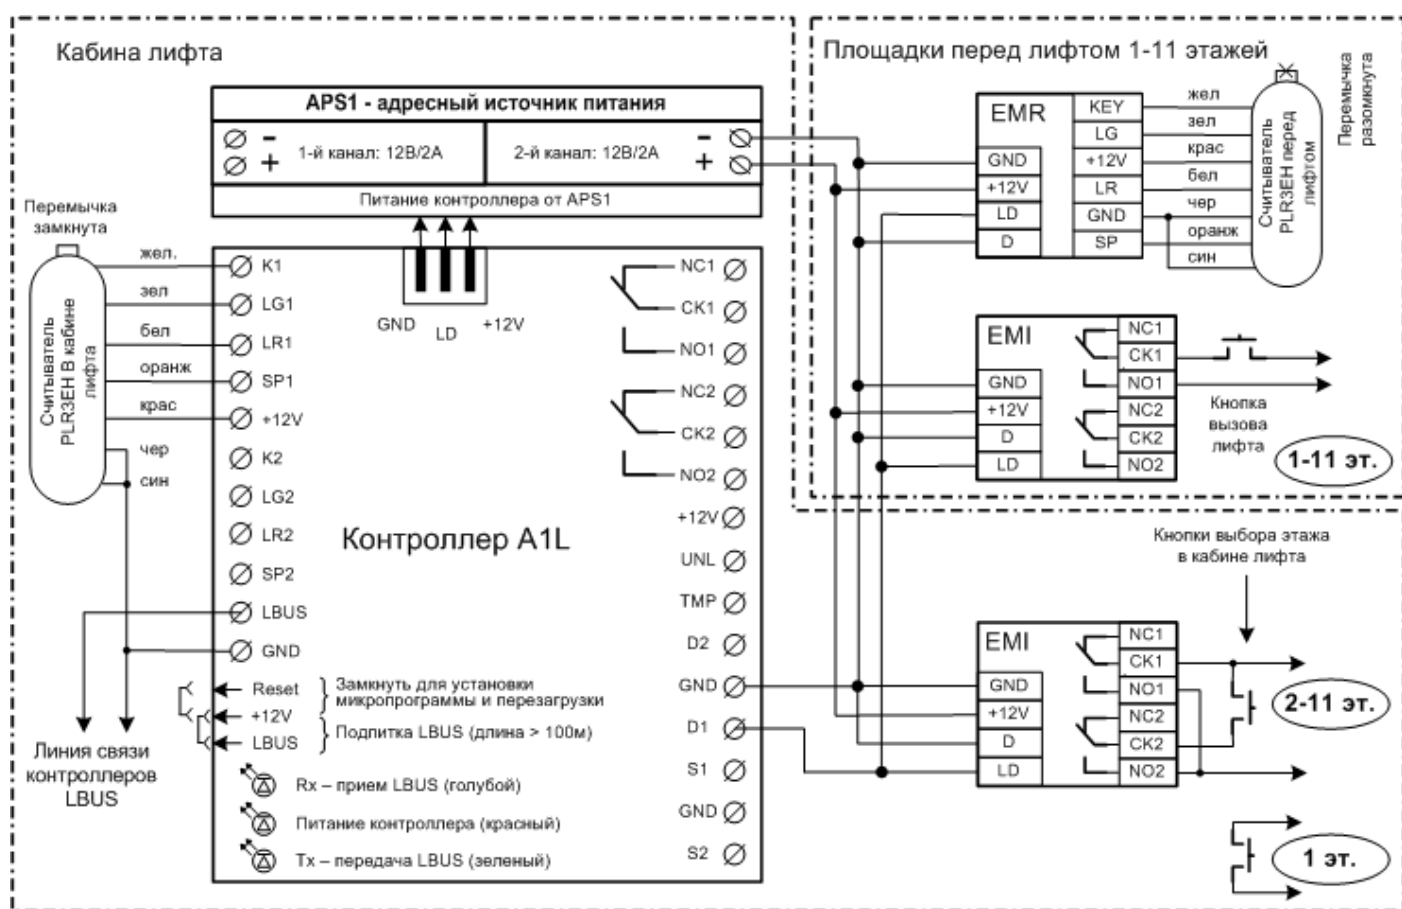 Кабина лифта
APS1 - адресный источник питания
-
+
1-й канал: 12В/2А
2-й канал: 12В/2А
-
+
Питание контроллера от APS1
Перемычка
замкнута
Считыватель
PLR3EH В кабине
лифта
жел.
зел
бел
оранж
крас
чер
син
K1
LG1
LR1
SP1
+12V
K2
LG2
LR2
SP2
LBUS
GND
GND
LD
+12V
Контроллер A1L
NC1
CK1
NO1
NC2
CK2
NO2
+12V
UNL
TMP
D2
GND
D1
S1
GND
S2
Reset
+12V
LBUS
Замкнуть для установки
микропрограммы и перезагрузки
Подпитка LBUS (длина > 100м)
Rx – прием LBUS (голубой)
Питание контроллера (красный)
Tx – передача LBUS (зеленый)
Линия связи
контроллеров
LBUS
Площадки перед лифтом 1-11 этажей
EMR
GND
+12V
LD
D
KEY
LG
+12V
LR
GND
SP
жел
зел
крас
бел
чер
оранж
син
Считыватель
PLR3EH перед
лифтом
Перемычка
разомкнута
EMI
GND
+12V
D
LD
NC1
CK1
NO1
NC2
CK2
NO2
Кнопка
вызова
лифта
1-11 эт.
Кнопки выбора этажа
в кабине лифта
EMI
GND
+12V
D
LD
NC1
CK1
NO1
NC2
CK2
NO2
2-11 эт.
1 эт.